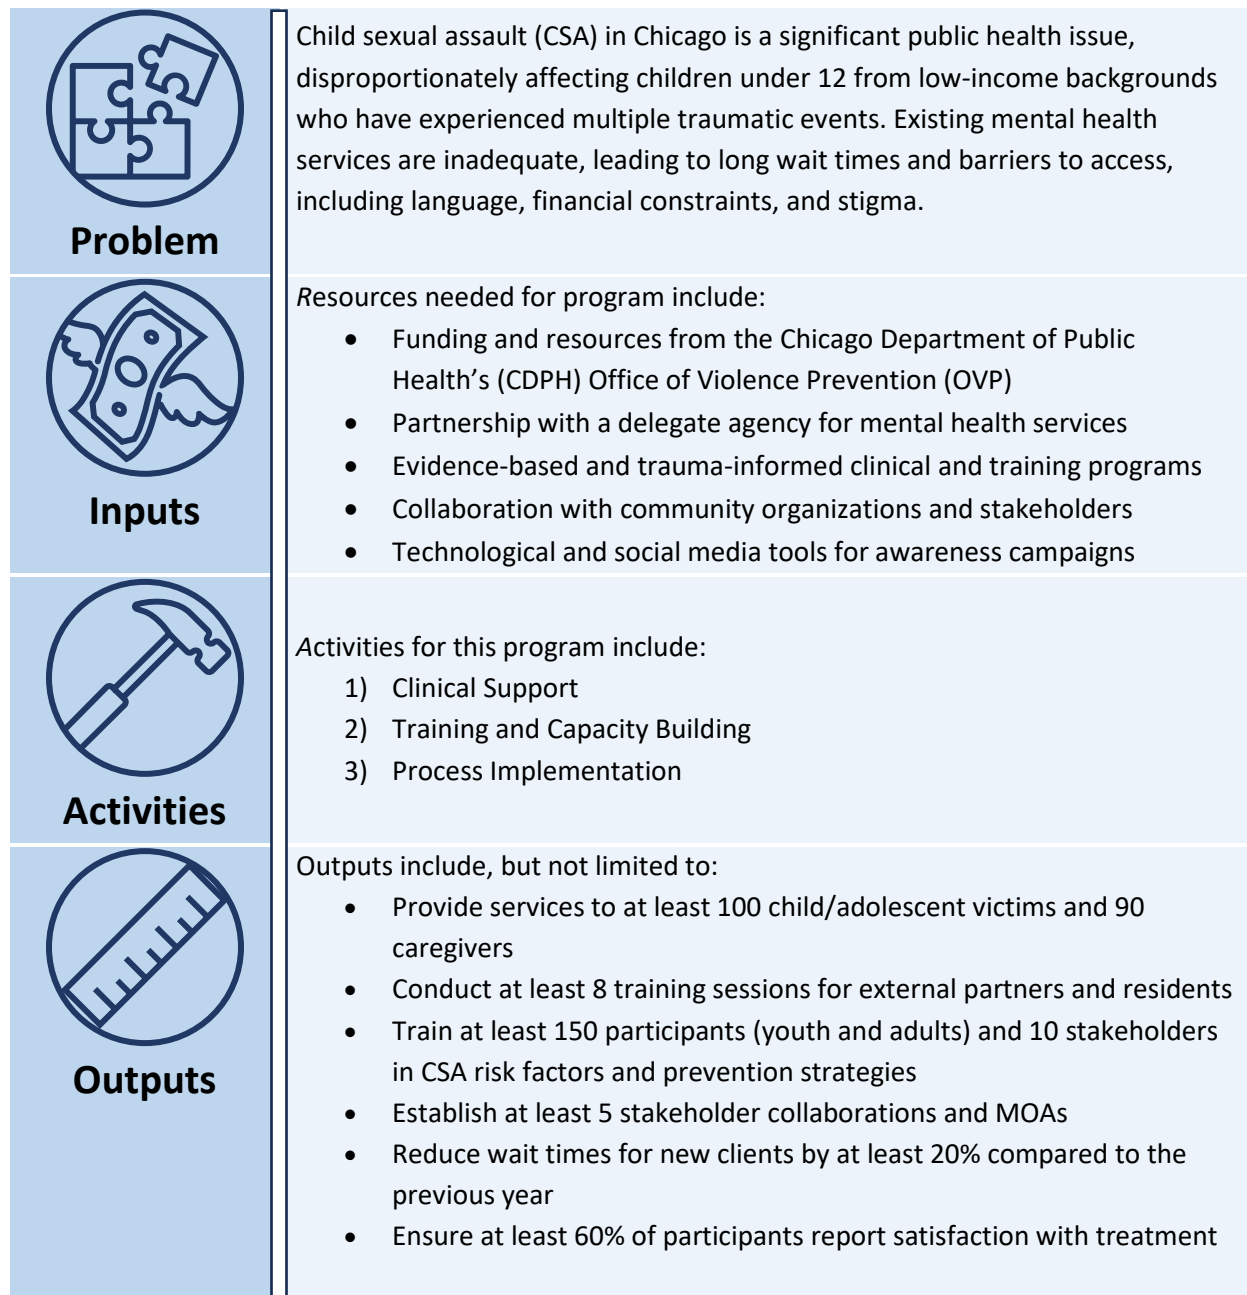 Child sexual assault (CSA) in Chicago is a significant public health issue,
disproportionately affecting children under 12 from low-income backgrounds
who have experienced multiple traumatic events. Existing mental health
services are inadequate, leading to long wait times and barriers to access,
including language, financial constraints, and stigma.
Problem
Resources needed for program include:
• Funding and resources from the Chicago Department of Public
Health’s (CDPH) Office of Violence Prevention (OVP)
• Partnership with a delegate agency for mental health services
• Evidence-based and trauma-informed clinical and training programs
• Collaboration with community organizations and stakeholders
• Technological and social media tools for awareness campaigns
Inputs
Activities for this program include:
1) Clinical Support
2) Training and Capacity Building
3) Process Implementation
Activities
Outputs include, but not limited to:
• Provide services to at least 100 child/adolescent victims and 90
caregivers
• Conduct at least 8 training sessions for external partners and residents
• Train at least 150 participants (youth and adults) and 10 stakeholders
in CSA risk factors and prevention strategies
• Establish at least 5 stakeholder collaborations and MOAs
• Reduce wait times for new clients by at least 20% compared to the
previous year
• Ensure at least 60% of participants report satisfaction with treatment
Outputs